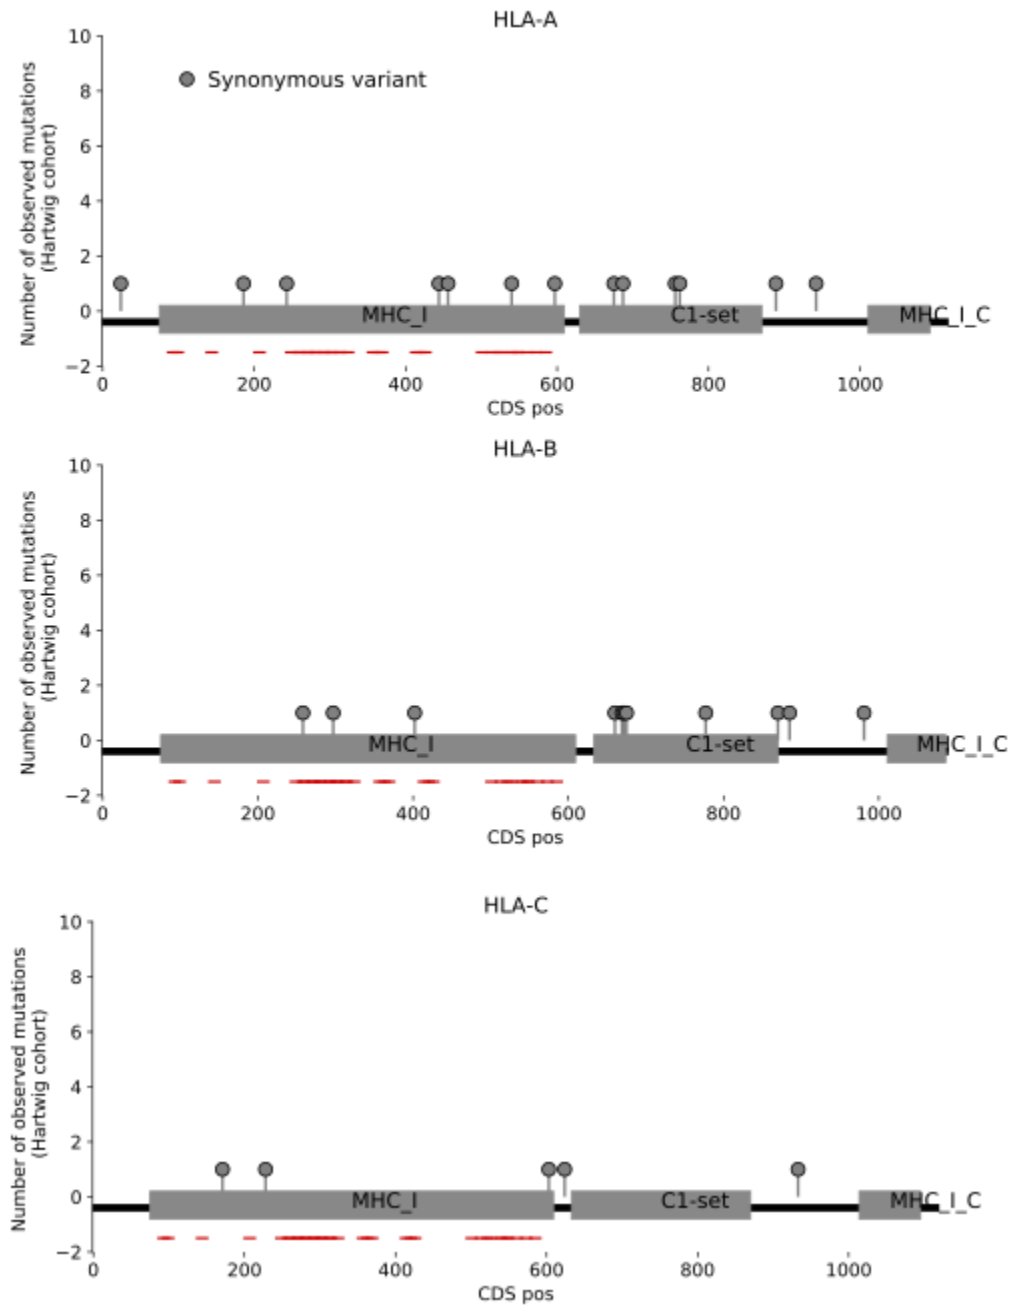 HLA-A
10
8
6
4
2
0
−2
Number of observed mutations
(Hartwig cohort)
Synonymous variant
MHC_I
C1-set
MHC_I_C
0 200 400 600 800 1000
CDS pos
HLA-B
10
8
6
4
2
0
−2
Number of observed mutations
(Hartwig cohort)
MHC_I
C1-set
MHC_I_C
0 200 400 600 800 1000
CDS pos
HLA-C
10
8
6
4
2
0
−2
Number of observed mutations
(Hartwig cohort)
MHC_I
C1-set
MHC_I_C
0 200 400 600 800 1000
CDS pos